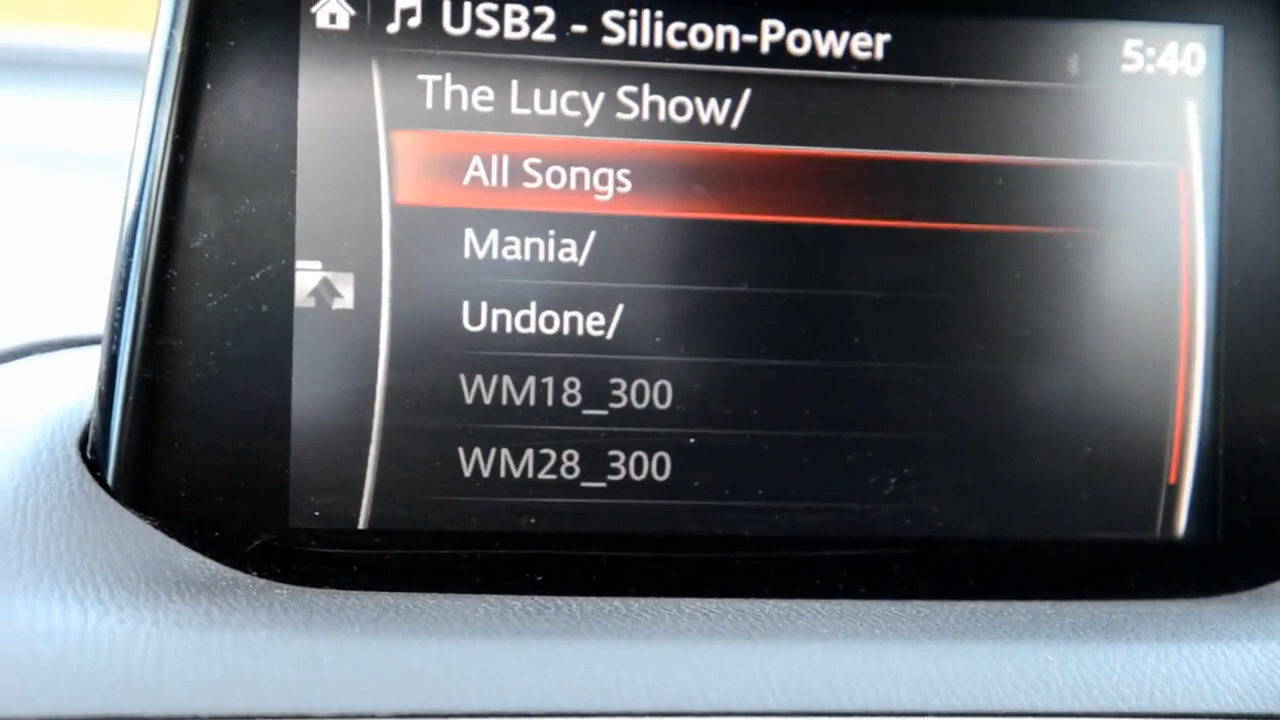 USB2 - Silicon-Power
5:40
The Lucy Show/
All Songs
Mania/
Undone/
WM18_300
WM28_300